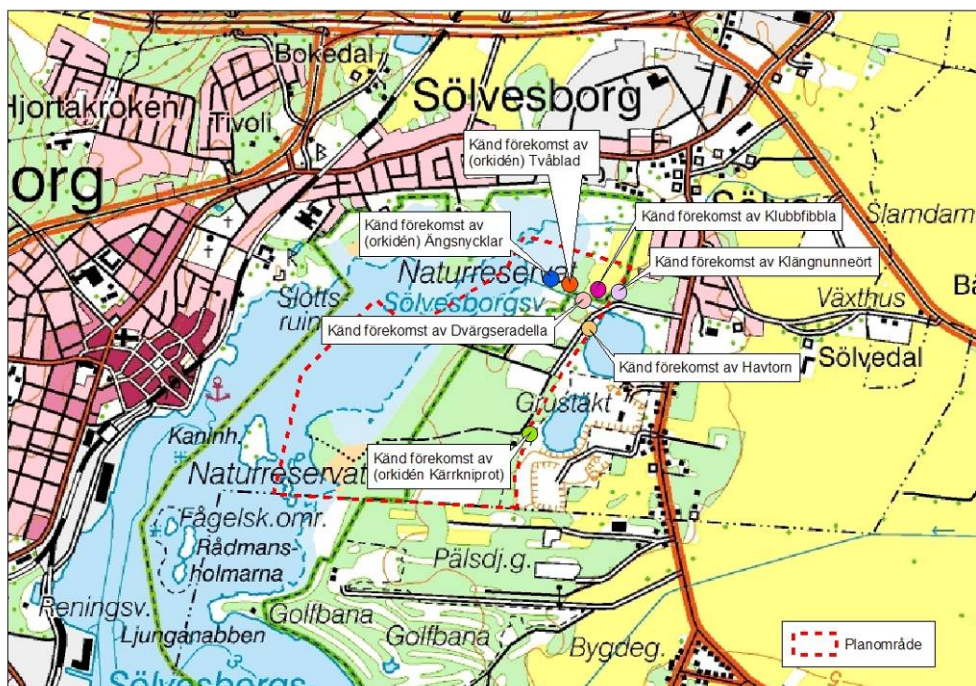 Bokedal
Hjortakroken
Tivoli
Sölvesborg
org
Känd förekomst av
(orkidén) Tvåblad
Känd förekomst av
(orkidén) Ängsnycklar
Känd förekomst av Klubbfibbla
Känd förekomst av Klängnunneört
Slamdam
Naturreservat
Sölvesborgsv
Slotts-
ruin
Växthus
Känd förekomst av Dvärgseradella
Sölvedal
Känd förekomst av Havtorn
Grustäkt
Kaninh.
Känd förekomst av
(orkidén Kärrkniprot)
Naturreservat
Fågelsk.omr.
Rådmans-
holmarna
Pälsdj.g.
Reningsv.
Ljunganabben
Golfbana
Golfbana
Bygdeg.
Planområde
Sölvesborgs